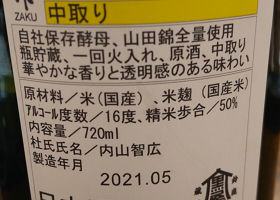 ZAKU
中取り
自社保存酵母、山田錦全量使用
瓶貯蔵、一回火入れ、原酒、中取り
華やかな香りと透明感のある味わい
原材料／米(国産)、米麹(国産米)
アルコール度数／16度、精米歩合／50%
内容量／720ml
杜氏氏名／内山智広
製造年月
2021.05